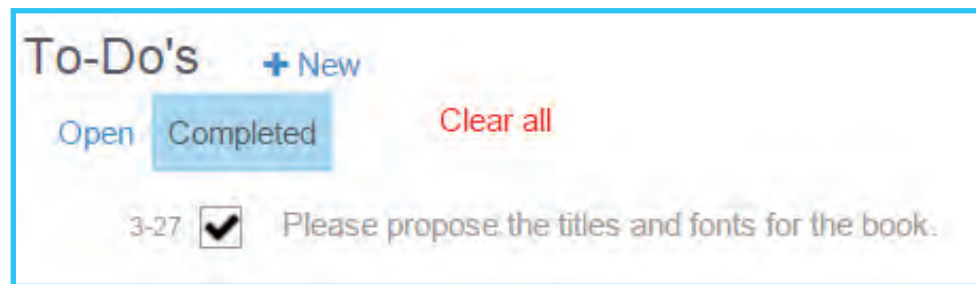 To-Do's + New
Open Completed Clear all
3-27 Please propose the titles and fonts for the book.